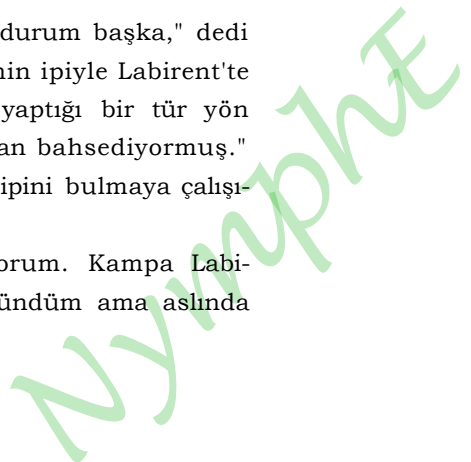 durum başka," dedi
nin ipiyle Labirent'te
yaptığı bir tür yön
an bahsediyormuş."
ipini bulmaya çalışı-
orum. Kampa Labi-
ündüm ama aslında
NymphE